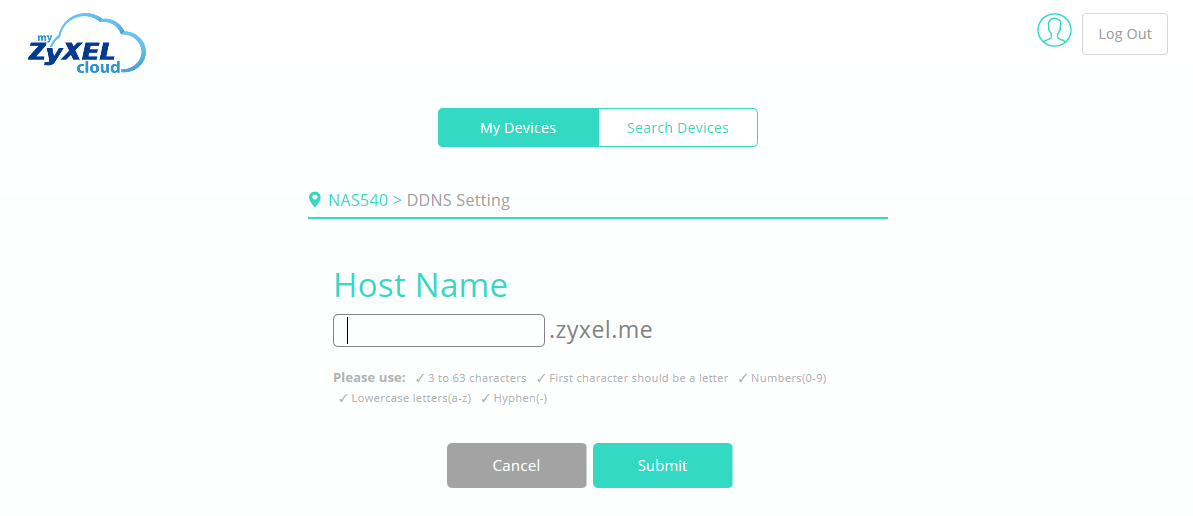 my
ZyXEL
cloud
Log Out
My Devices
Search Devices
NAS540 > DDNS Setting
Host Name
.zyxel.me
Please use: ✓ 3 to 63 characters ✓ First character should be a letter ✓ Numbers(0-9)
✓ Lowercase letters(a-z) ✓ Hyphen(-)
Cancel
Submit